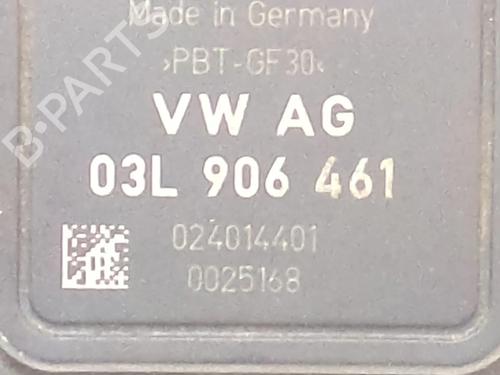 Made in Germany
›PBT-GF30‹
VW AG
03L 906 461
024014401
0025168
B-PARTS